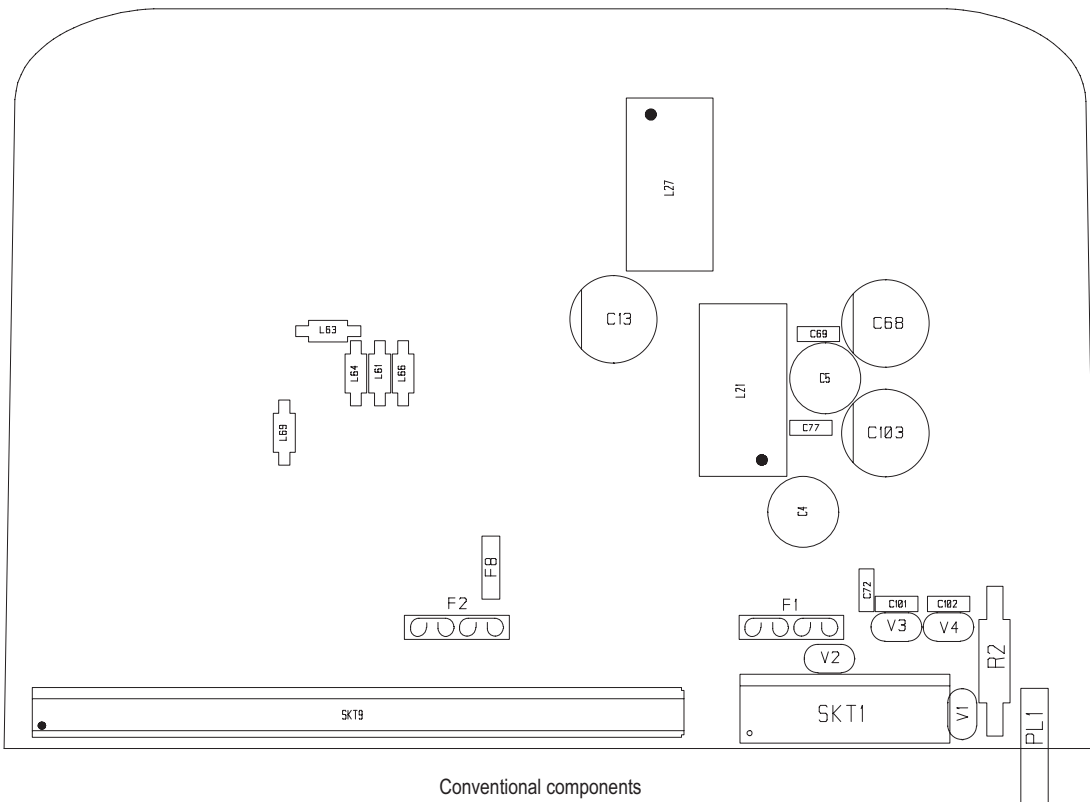 L27
C13
C68
L63
C69
L64
L61
L66
C5
L21
L69
C77
C103
C4
F8
C72
F2
F1
C101
C102
V3
V4
V2
R2
SKT9
SKT1
V1
PL1
Conventional components